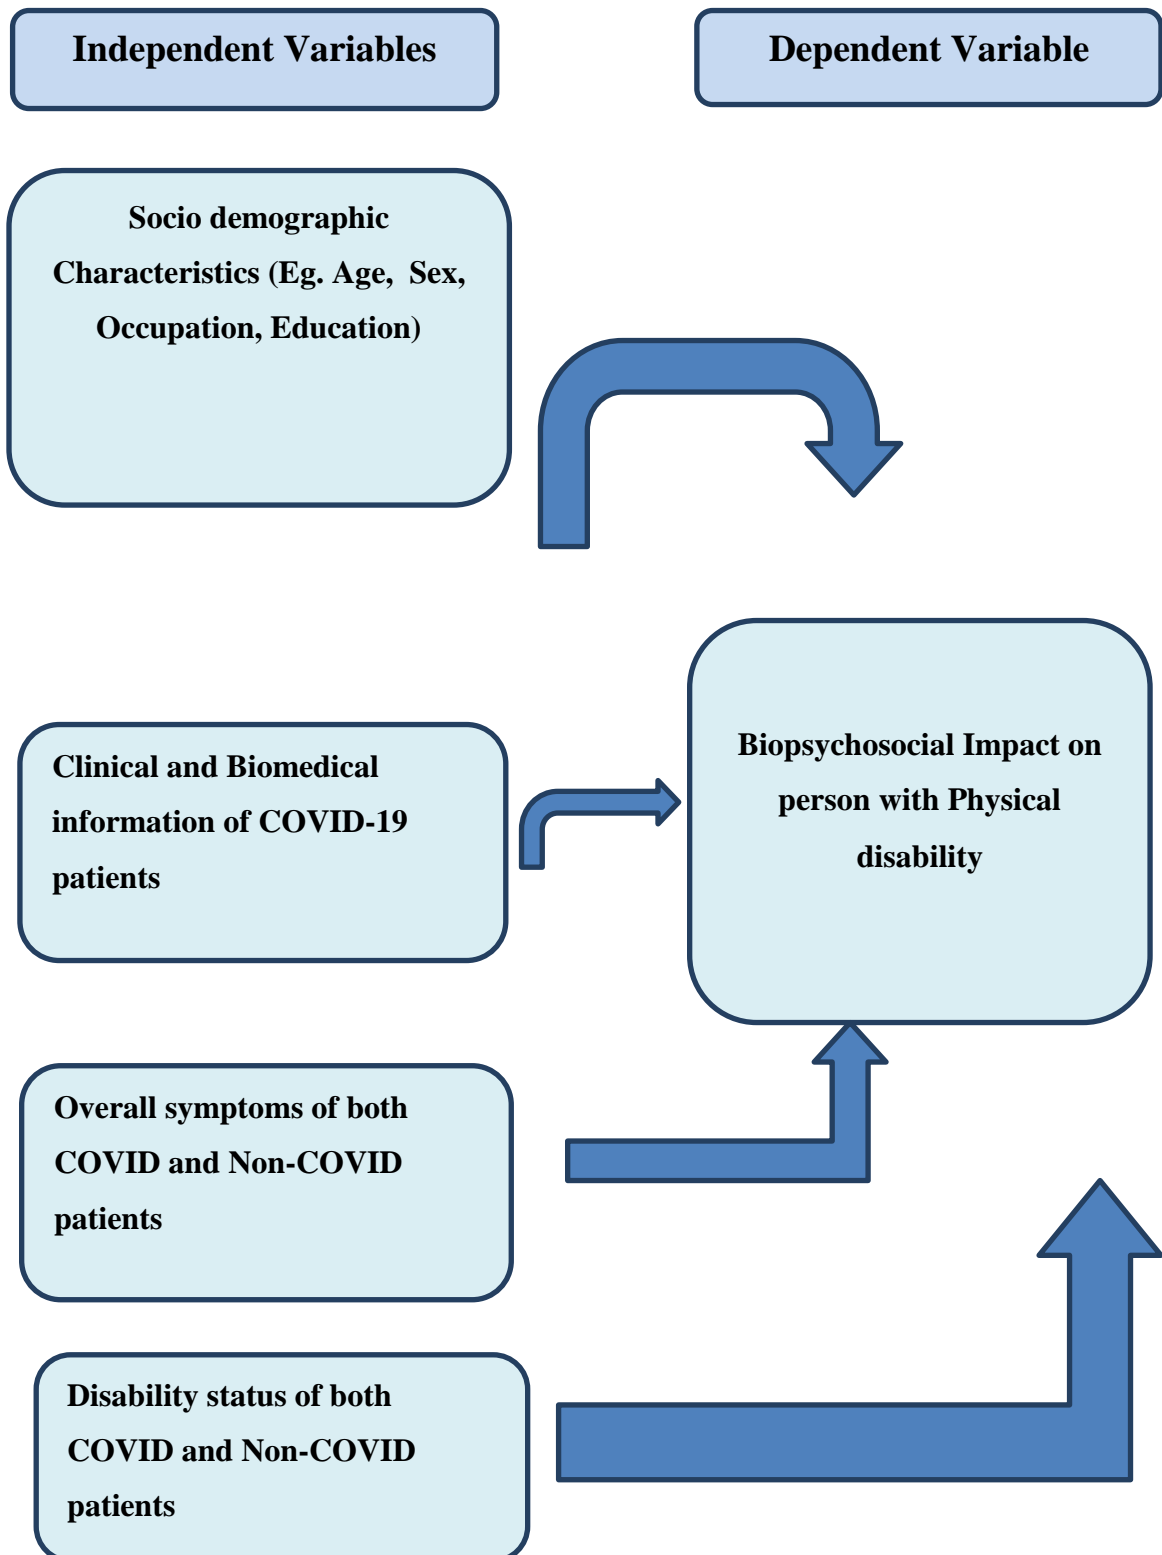 Independent Variables
Dependent Variable
Socio demographic
Characteristics (Eg. Age,  Sex,
Occupation, Education)
Clinical and Biomedical
information of COVID-19
patients
Biopsychosocial Impact on
person with Physical
disability
Overall symptoms of both
COVID and Non-COVID
patients
Disability status of both
COVID and Non-COVID
patients